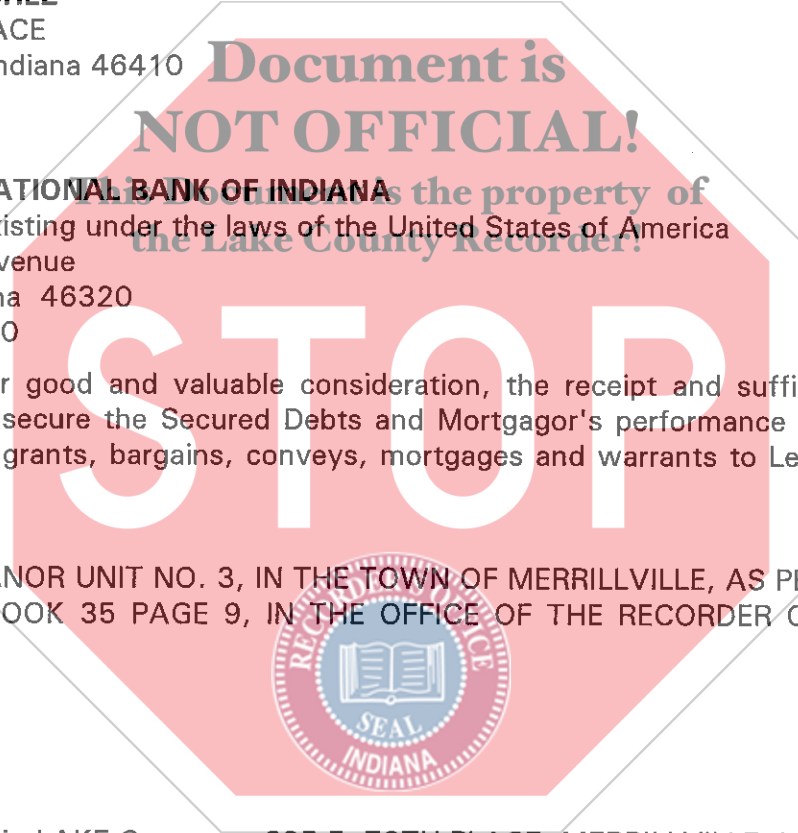 ACE
ndiana 46410
Document is
NOT OFFICIAL!
ATIONAL BANK OF INDIANA
This Document is the property of
isting under the laws of the United States of America
the Lake County Recorder!
venue
na 46320
0
STOP
r good and valuable consideration, the receipt and suffi
secure the Secured Debts and Mortgagor's performance
grants, bargains, conveys, mortgages and warrants to Le
ANOR UNIT NO. 3, IN THE TOWN OF MERRILLVILLE, AS PE
OOK 35 PAGE 9, IN THE OFFICE OF THE RECORDER O
RECORDER'S OFFICE
SEAL
INDIANA